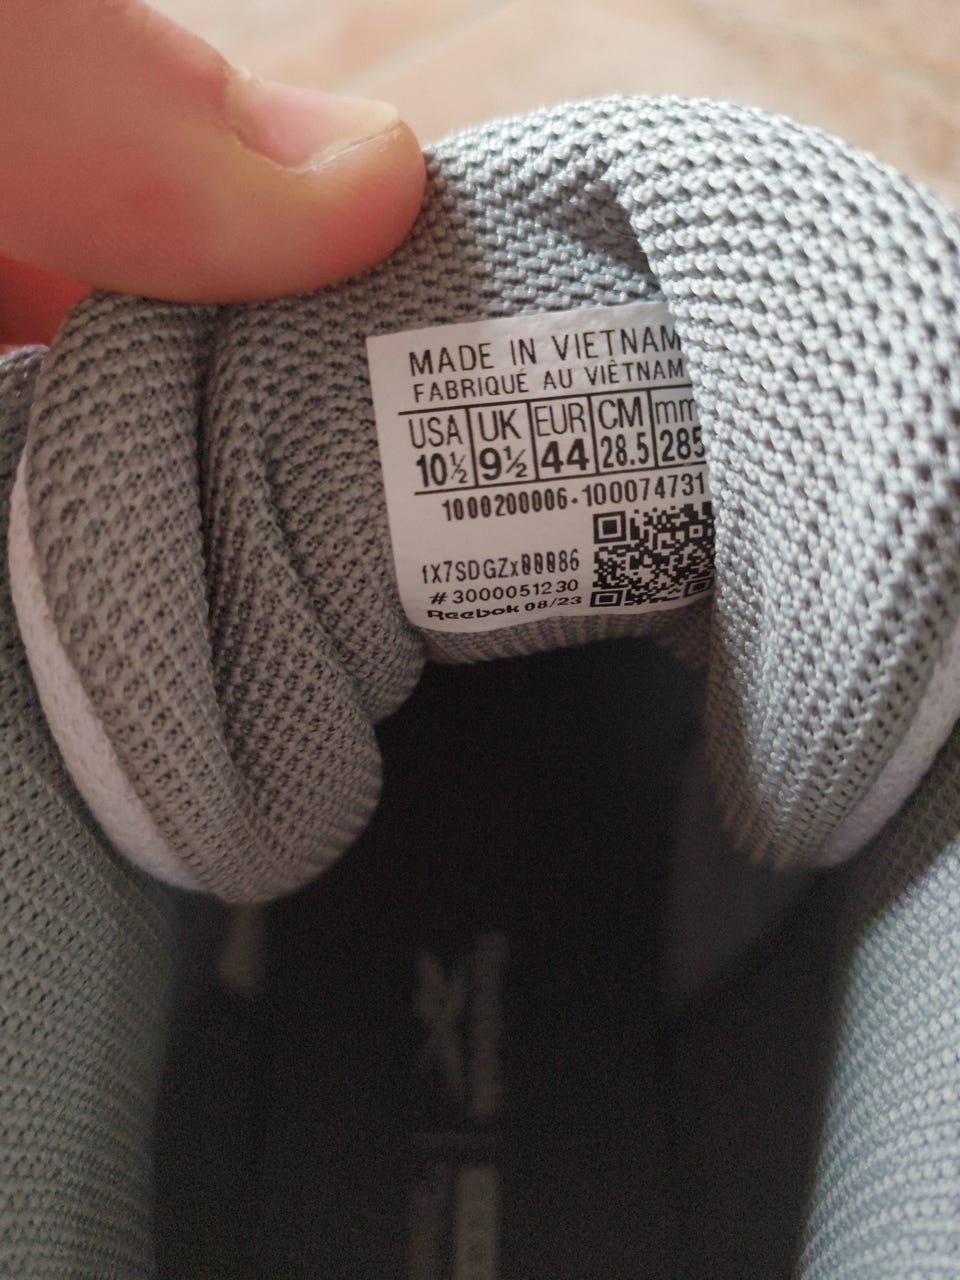 MADE IN VIETNAM
FABRIQUÉ AU VIÊTNAM
USA UK EUR CM mm
10½ 9½ 44 28.5 285
1000200006 - 100074731
fX7SDGZx00086
# 3000051230
Reebok 08/23